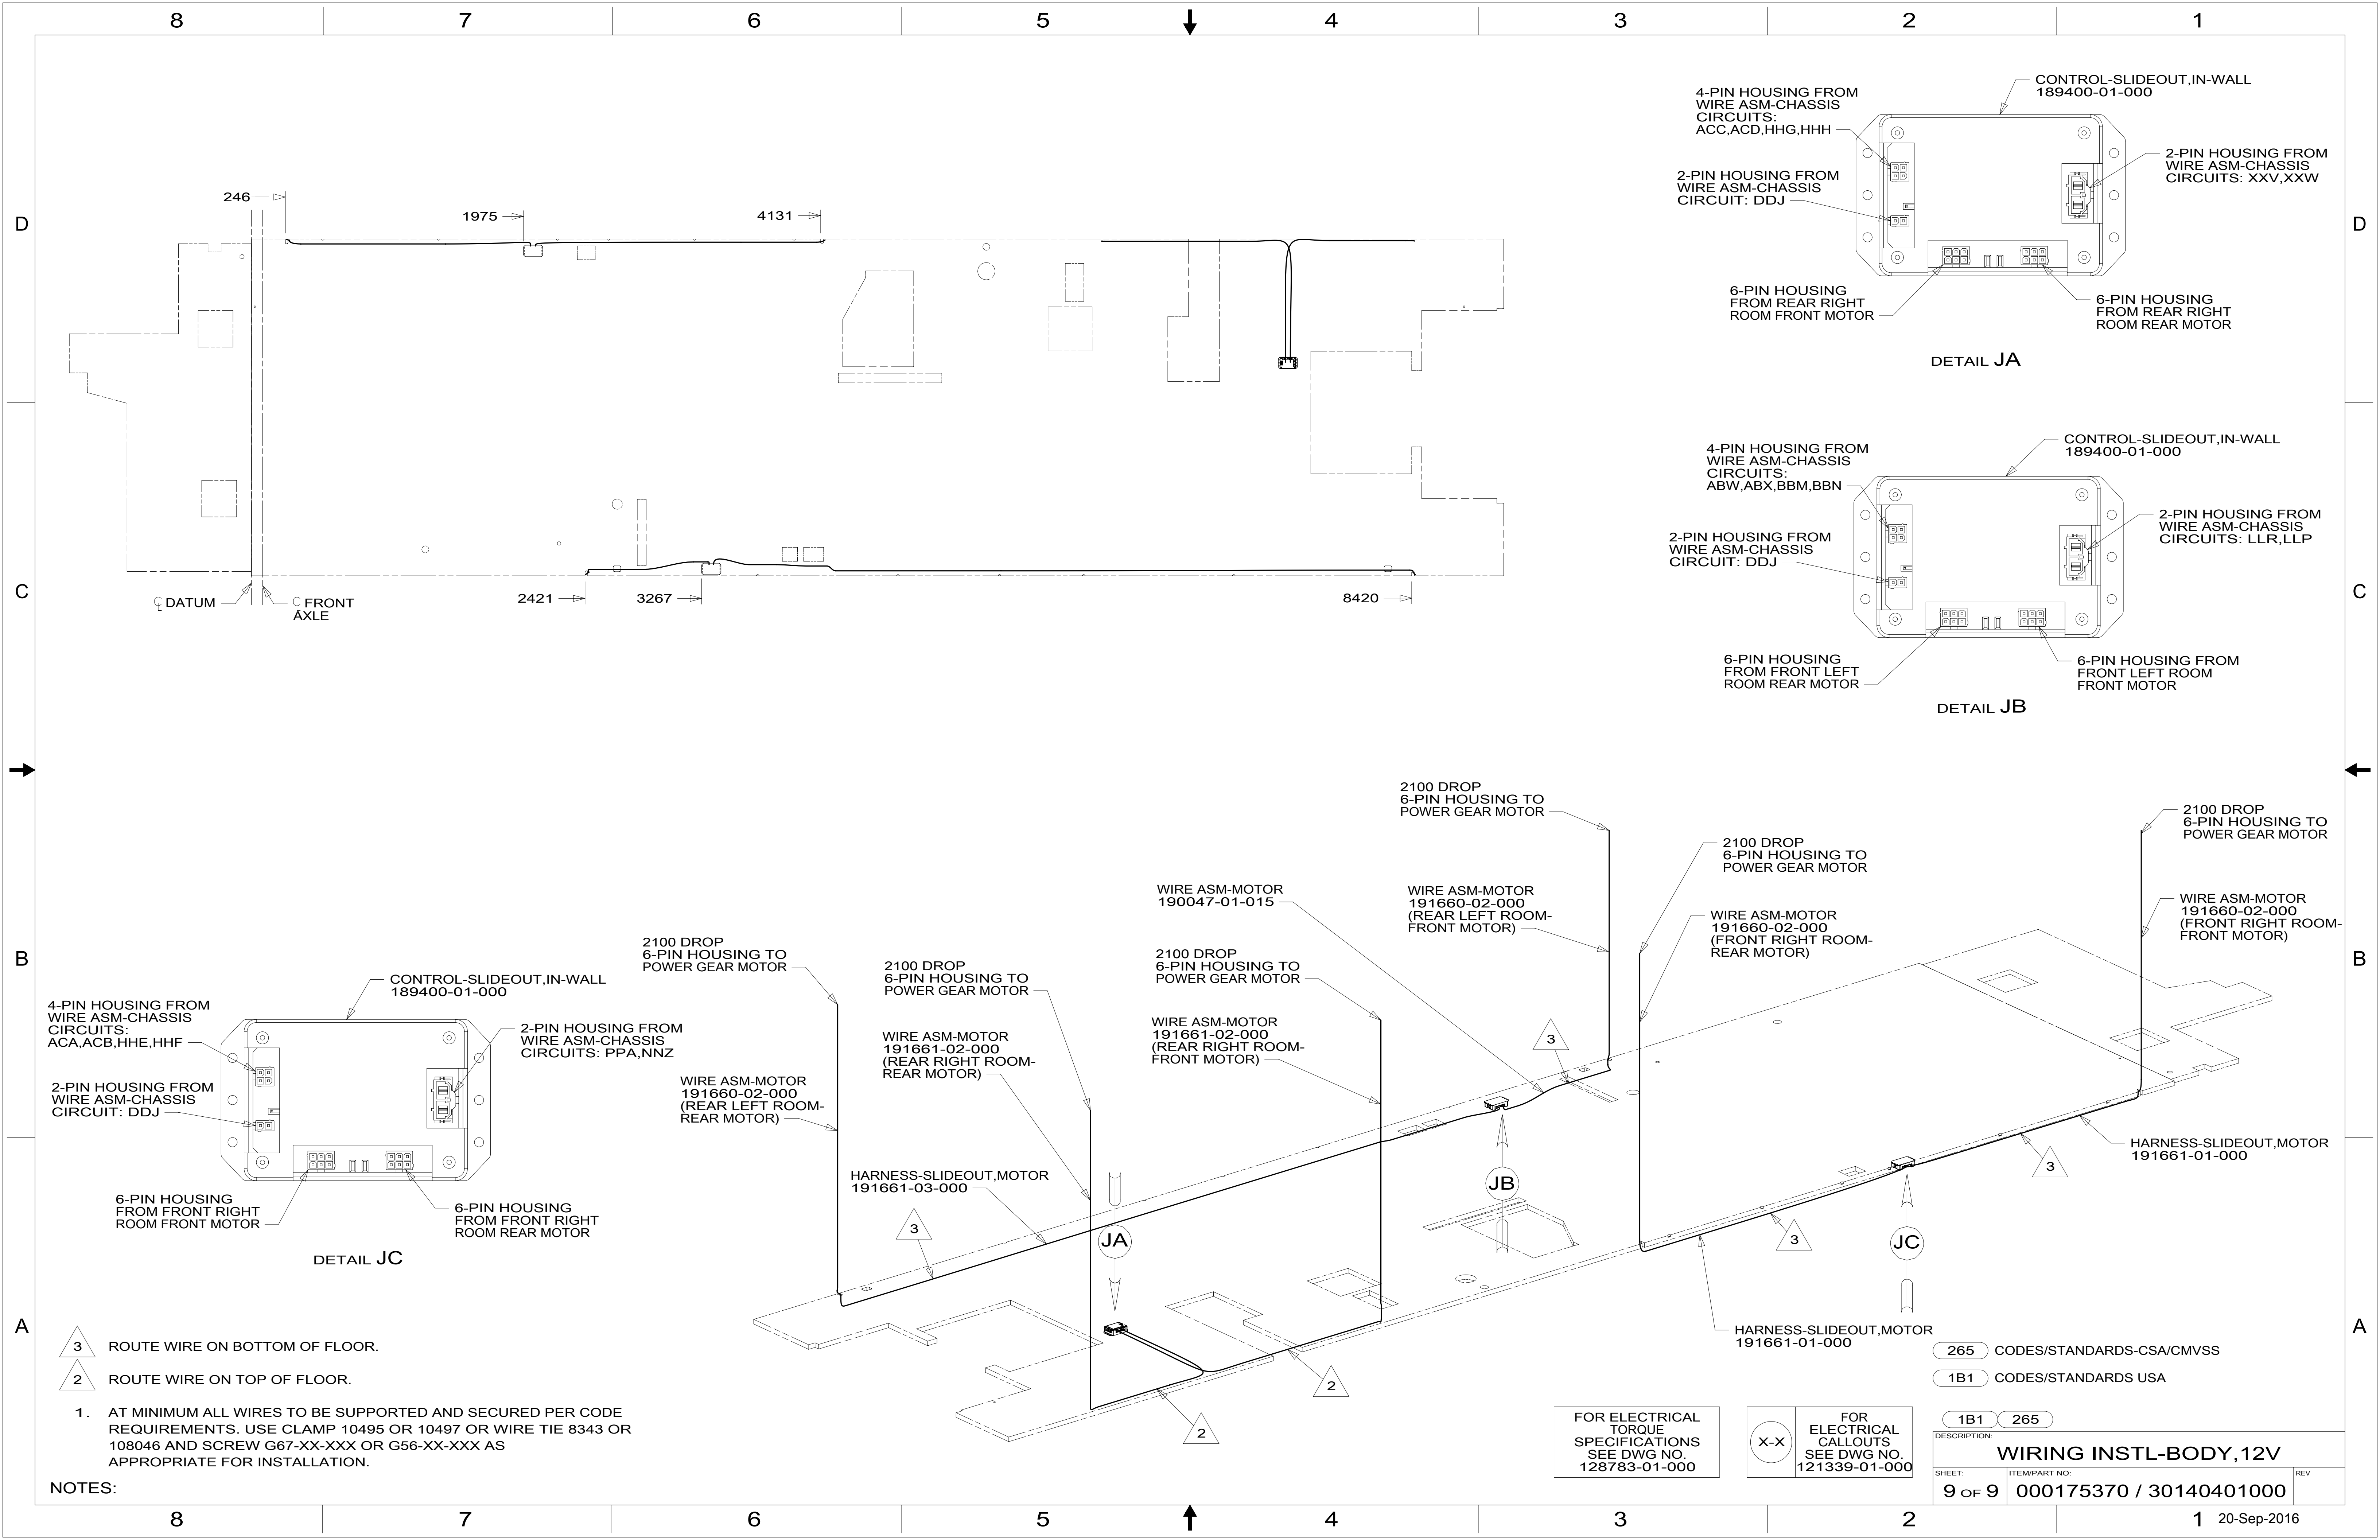 8 7 6 5 4 3 2 1
D
C
B
A
D
C
B
A
246
1975
4131
℄ DATUM
℄ FRONT
AXLE
2421
3267
8420
4-PIN HOUSING FROM
WIRE ASM-CHASSIS
CIRCUITS:
ACC,ACD,HHG,HHH
CONTROL-SLIDEOUT,IN-WALL
189400-01-000
2-PIN HOUSING FROM
WIRE ASM-CHASSIS
CIRCUIT: DDJ
2-PIN HOUSING FROM
WIRE ASM-CHASSIS
CIRCUITS: XXV,XXW
6-PIN HOUSING
FROM REAR RIGHT
ROOM FRONT MOTOR
6-PIN HOUSING
FROM REAR RIGHT
ROOM REAR MOTOR
DETAIL JA
4-PIN HOUSING FROM
WIRE ASM-CHASSIS
CIRCUITS:
ABW,ABX,BBM,BBN
CONTROL-SLIDEOUT,IN-WALL
189400-01-000
2-PIN HOUSING FROM
WIRE ASM-CHASSIS
CIRCUIT: DDJ
2-PIN HOUSING FROM
WIRE ASM-CHASSIS
CIRCUITS: LLR,LLP
6-PIN HOUSING
FROM FRONT LEFT
ROOM REAR MOTOR
6-PIN HOUSING FROM
FRONT LEFT ROOM
FRONT MOTOR
DETAIL JB
4-PIN HOUSING FROM
WIRE ASM-CHASSIS
CIRCUITS:
ACA,ACB,HHE,HHF
CONTROL-SLIDEOUT,IN-WALL
189400-01-000
2-PIN HOUSING FROM
WIRE ASM-CHASSIS
CIRCUIT: DDJ
2-PIN HOUSING FROM
WIRE ASM-CHASSIS
CIRCUITS: PPA,NNZ
6-PIN HOUSING
FROM FRONT RIGHT
ROOM FRONT MOTOR
6-PIN HOUSING
FROM FRONT RIGHT
ROOM REAR MOTOR
DETAIL JC
2100 DROP
6-PIN HOUSING TO
POWER GEAR MOTOR
WIRE ASM-MOTOR
191660-02-000
(REAR LEFT ROOM-
REAR MOTOR)
2100 DROP
6-PIN HOUSING TO
POWER GEAR MOTOR
WIRE ASM-MOTOR
191661-02-000
(REAR RIGHT ROOM-
REAR MOTOR)
HARNESS-SLIDEOUT,MOTOR
191661-03-000
WIRE ASM-MOTOR
190047-01-015
2100 DROP
6-PIN HOUSING TO
POWER GEAR MOTOR
WIRE ASM-MOTOR
191661-02-000
(REAR RIGHT ROOM-
FRONT MOTOR)
2100 DROP
6-PIN HOUSING TO
POWER GEAR MOTOR
WIRE ASM-MOTOR
191660-02-000
(REAR LEFT ROOM-
FRONT MOTOR)
2100 DROP
6-PIN HOUSING TO
POWER GEAR MOTOR
WIRE ASM-MOTOR
191660-02-000
(FRONT RIGHT ROOM-
REAR MOTOR)
2100 DROP
6-PIN HOUSING TO
POWER GEAR MOTOR
WIRE ASM-MOTOR
191660-02-000
(FRONT RIGHT ROOM-
FRONT MOTOR)
HARNESS-SLIDEOUT,MOTOR
191661-01-000
HARNESS-SLIDEOUT,MOTOR
191661-01-000
3
3
3
3
2
2
JA
JB
JC
3 ROUTE WIRE ON BOTTOM OF FLOOR.
2 ROUTE WIRE ON TOP OF FLOOR.
1. AT MINIMUM ALL WIRES TO BE SUPPORTED AND SECURED PER CODE
REQUIREMENTS. USE CLAMP 10495 OR 10497 OR WIRE TIE 8343 OR
108046 AND SCREW G67-XX-XXX OR G56-XX-XXX AS
APPROPRIATE FOR INSTALLATION.
NOTES:
FOR ELECTRICAL
TORQUE
SPECIFICATIONS
SEE DWG NO.
128783-01-000
X-X
FOR
ELECTRICAL
CALLOUTS
SEE DWG NO.
121339-01-000
265 CODES/STANDARDS-CSA/CMVSS
1B1 CODES/STANDARDS USA
1B1 265
DESCRIPTION:
WIRING INSTL-BODY,12V
SHEET:
9 OF 9
ITEM/PART NO:
000175370 / 30140401000
REV
8 7 6 5 4 3 2 1
20-Sep-2016